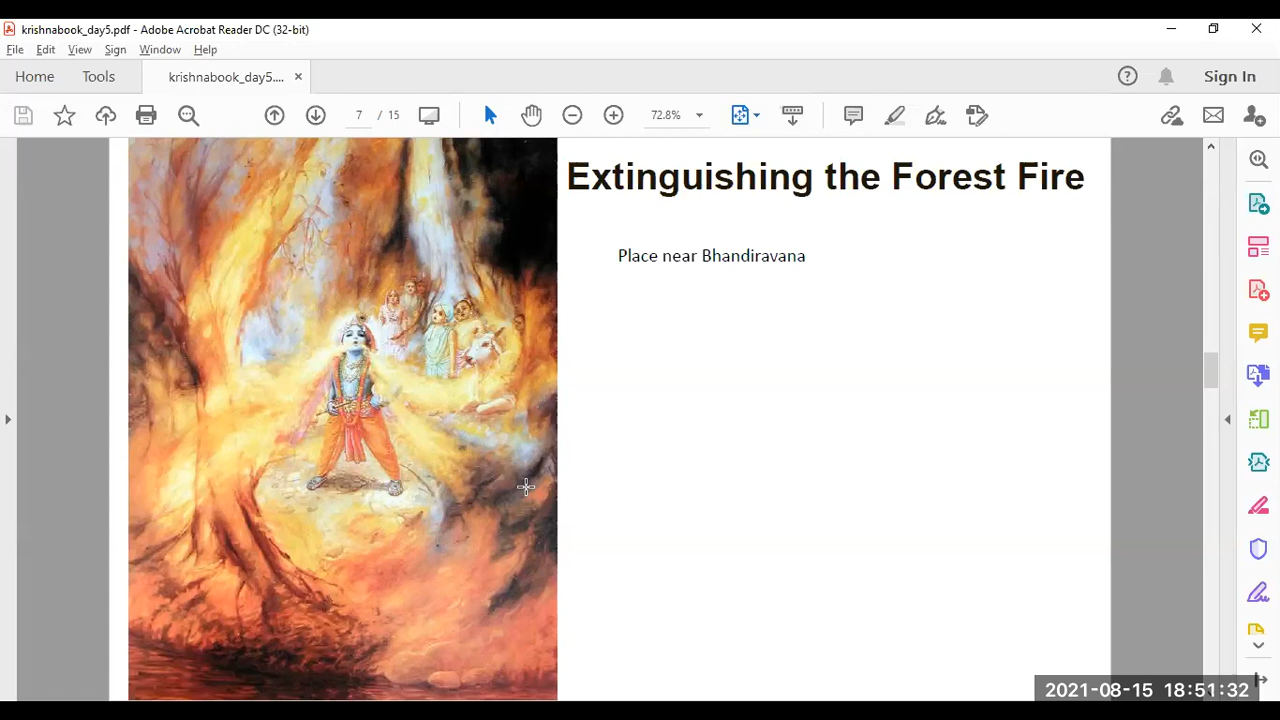 krishnabook_day5.pdf - Adobe Acrobat Reader DC (32-bit)
File Edit View Sign Window Help
Home Tools krishnabook_day5.... × Sign In
7 / 15 72.8%
Extinguishing the Forest Fire
Place near Bhandiravana
2021-08-15 18:51:32